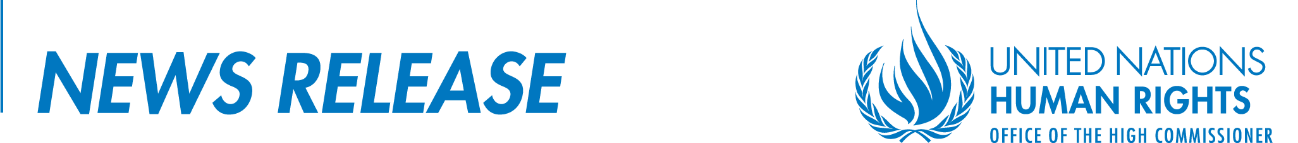 NEWS RELEASE
UNITED NATIONS
HUMAN RIGHTS
OFFICE OF THE HIGH COMMISSIONER